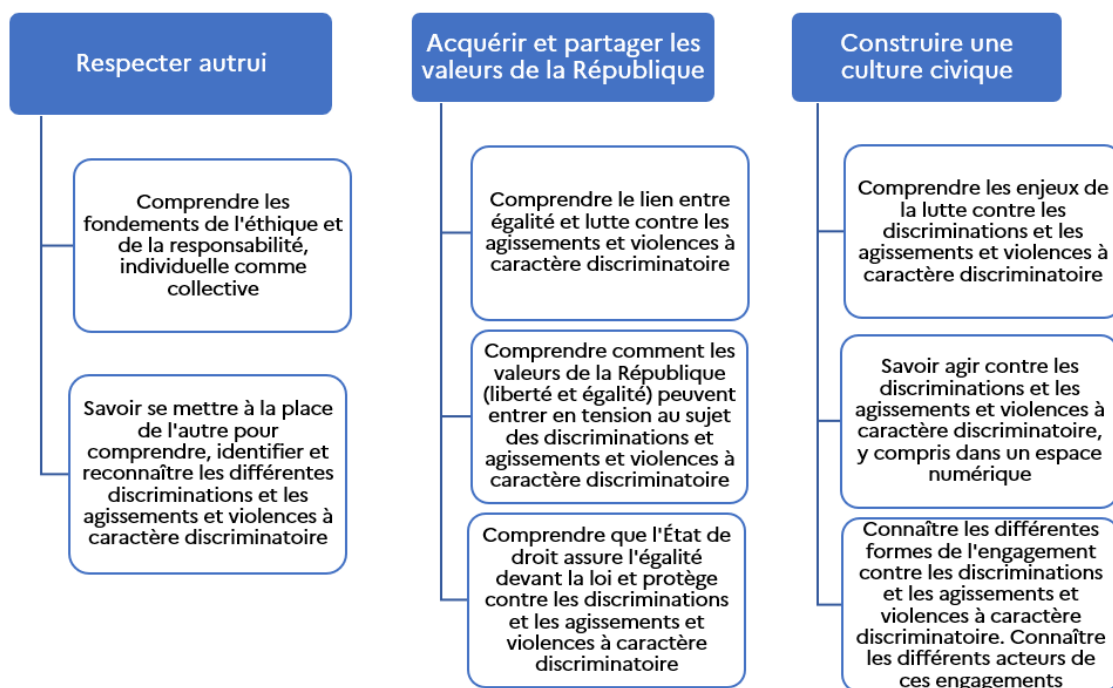 Respecter autrui
Comprendre les
fondements de l'éthique et
de la responsabilité,
individuelle comme
collective
Savoir se mettre à la place
de l'autre pour
comprendre, identifier et
reconnaître les différentes
discriminations et les
agissements et violences à
caractère discriminatoire
Acquérir et partager les
valeurs de la République
Comprendre le lien entre
égalité et lutte contre les
agissements et violences à
caractère discriminatoire
Comprendre comment les
valeurs de la République
(liberté et égalité) peuvent
entrer en tension au sujet
des discriminations et
agissements et violences à
caractère discriminatoire
Comprendre que l'État de
droit assure l'égalité
devant la loi et protège
contre les discriminations
et les agissements et
violences à caractère
discriminatoire
Construire une
culture civique
Comprendre les enjeux de
la lutte contre les
discriminations et les
agissements et violences à
caractère discriminatoire
Savoir agir contre les
discriminations et les
agissements et violences à
caractère discriminatoire,
y compris dans un espace
numérique
Connaître les différentes
formes de l'engagement
contre les discriminations
et les agissements et
violences à caractère
discriminatoire. Connaître
les différents acteurs de
ces engagements